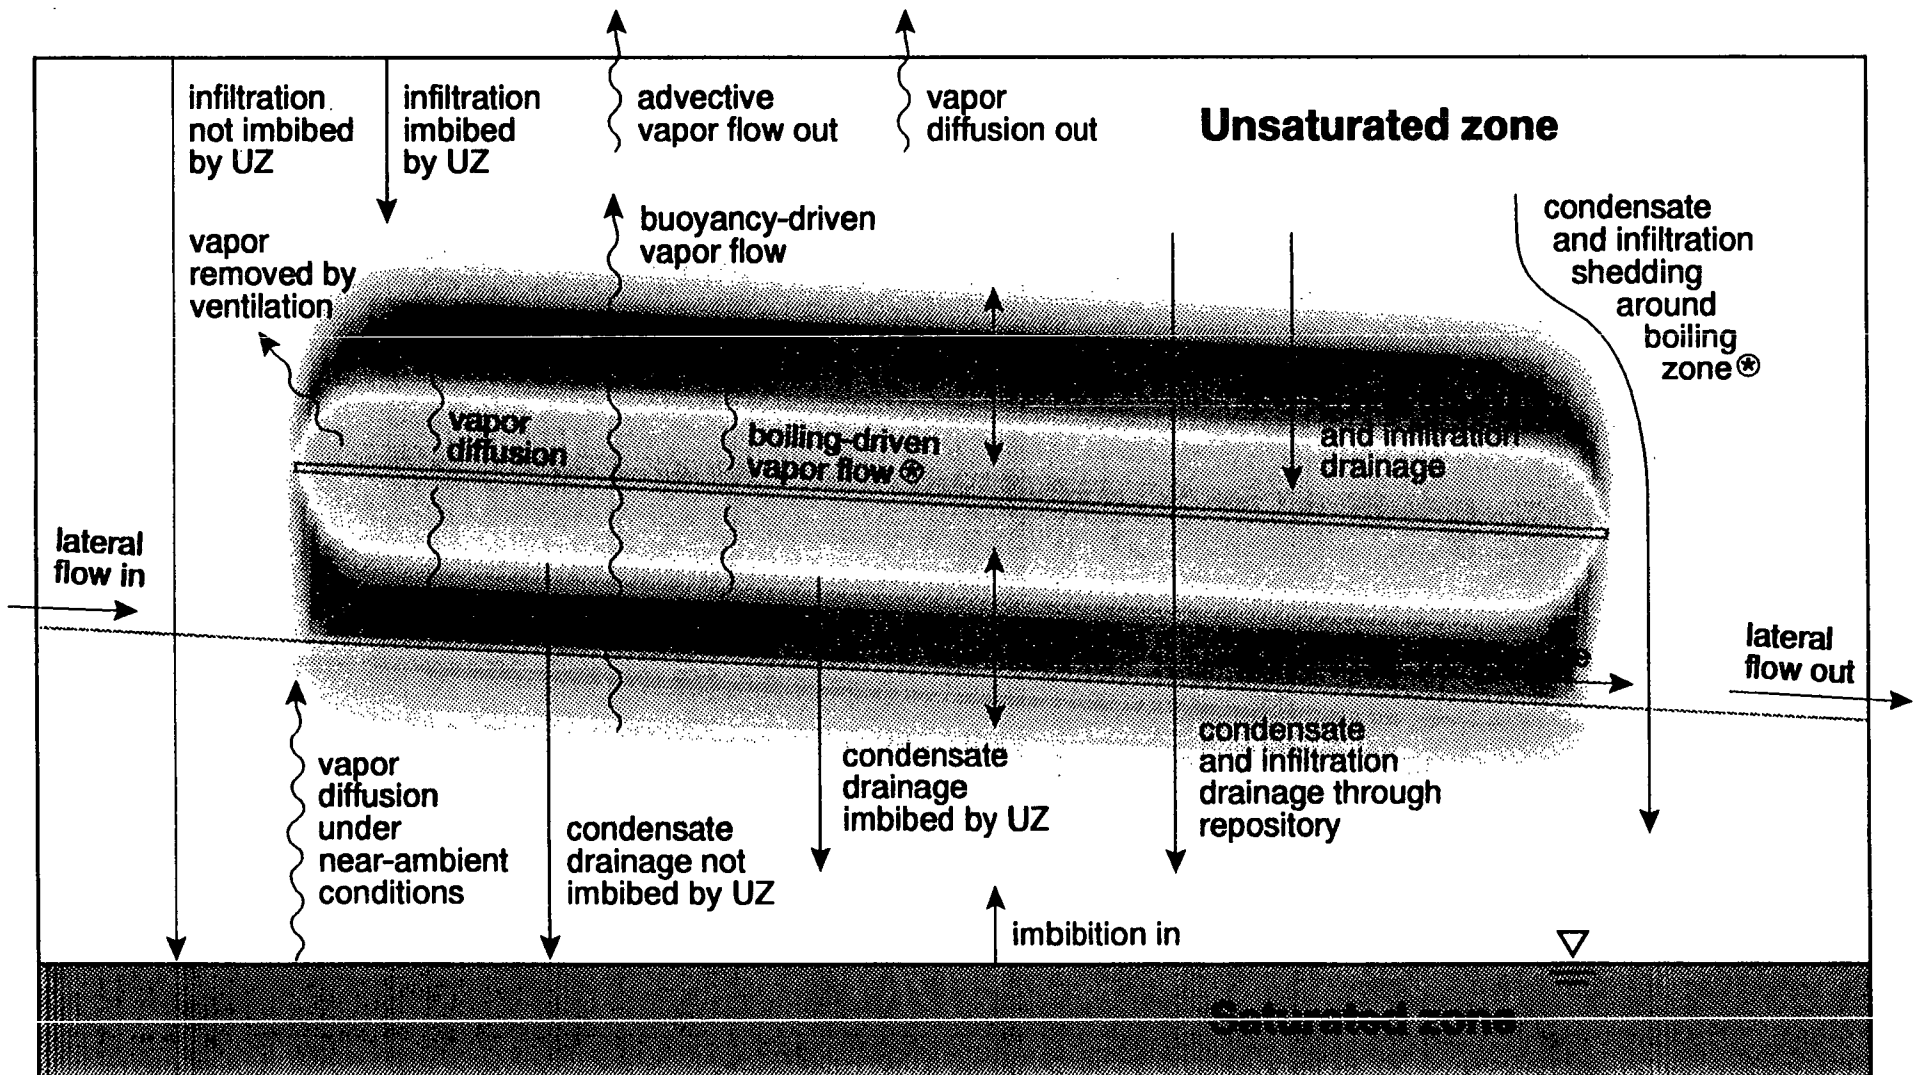 infiltration
not imbibed
by UZ
infiltration
imbibed
by UZ
advective
vapor flow out
vapor
diffusion out
Unsaturated zone
vapor
removed by
ventilation
buoyancy-driven
vapor flow
condensate
and infiltration
shedding
around
boiling
zone ⊛
vapor
diffusion
boiling-driven
vapor flow ⊛
and infiltration
drainage
lateral
flow in
lateral
flow out
vapor
diffusion
under
near-ambient
conditions
condensate
drainage not
imbibed by UZ
condensate
drainage
imbibed by UZ
condensate
and infiltration
drainage through
repository
imbibition in
Saturated zone